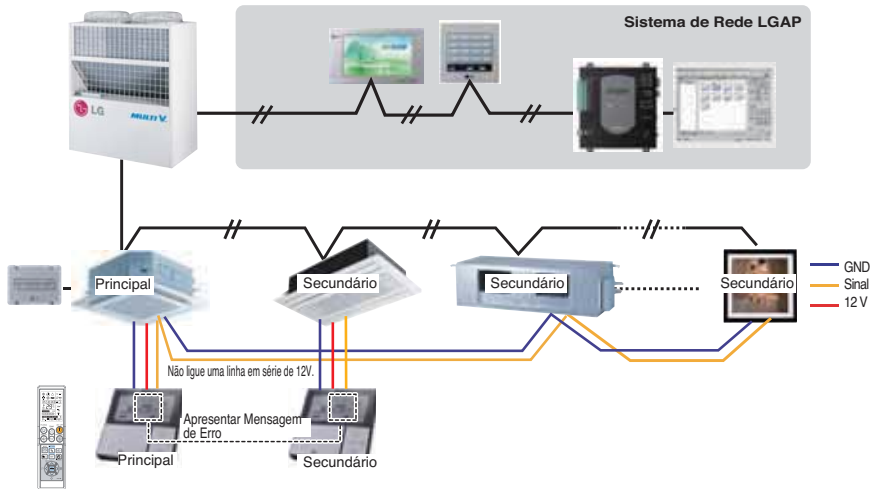 Sistema de Rede LGAP
LG
MULTI V
Principal
Secundário
Secundário
Secundário
GND
Sinal
12 V
Não ligue uma linha em série de 12V.
Apresentar Mensagem
de Erro
Principal
Secundário